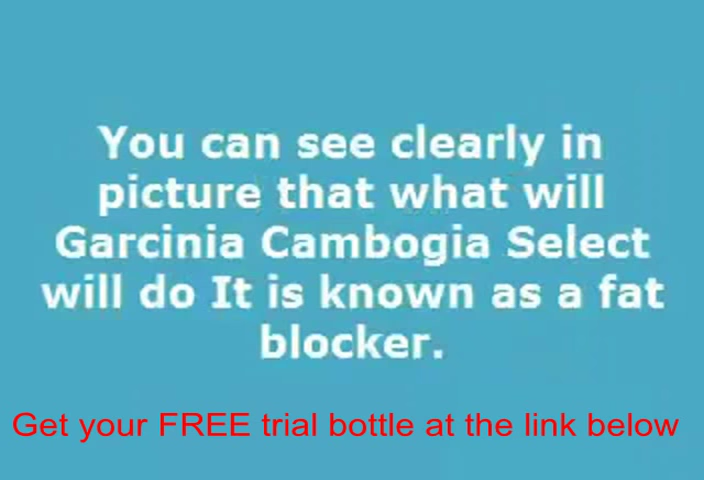 You can see clearly in
picture that what will
Garcinia Cambogia Select
will do It is known as a fat
blocker.
Get your FREE trial bottle at the link below